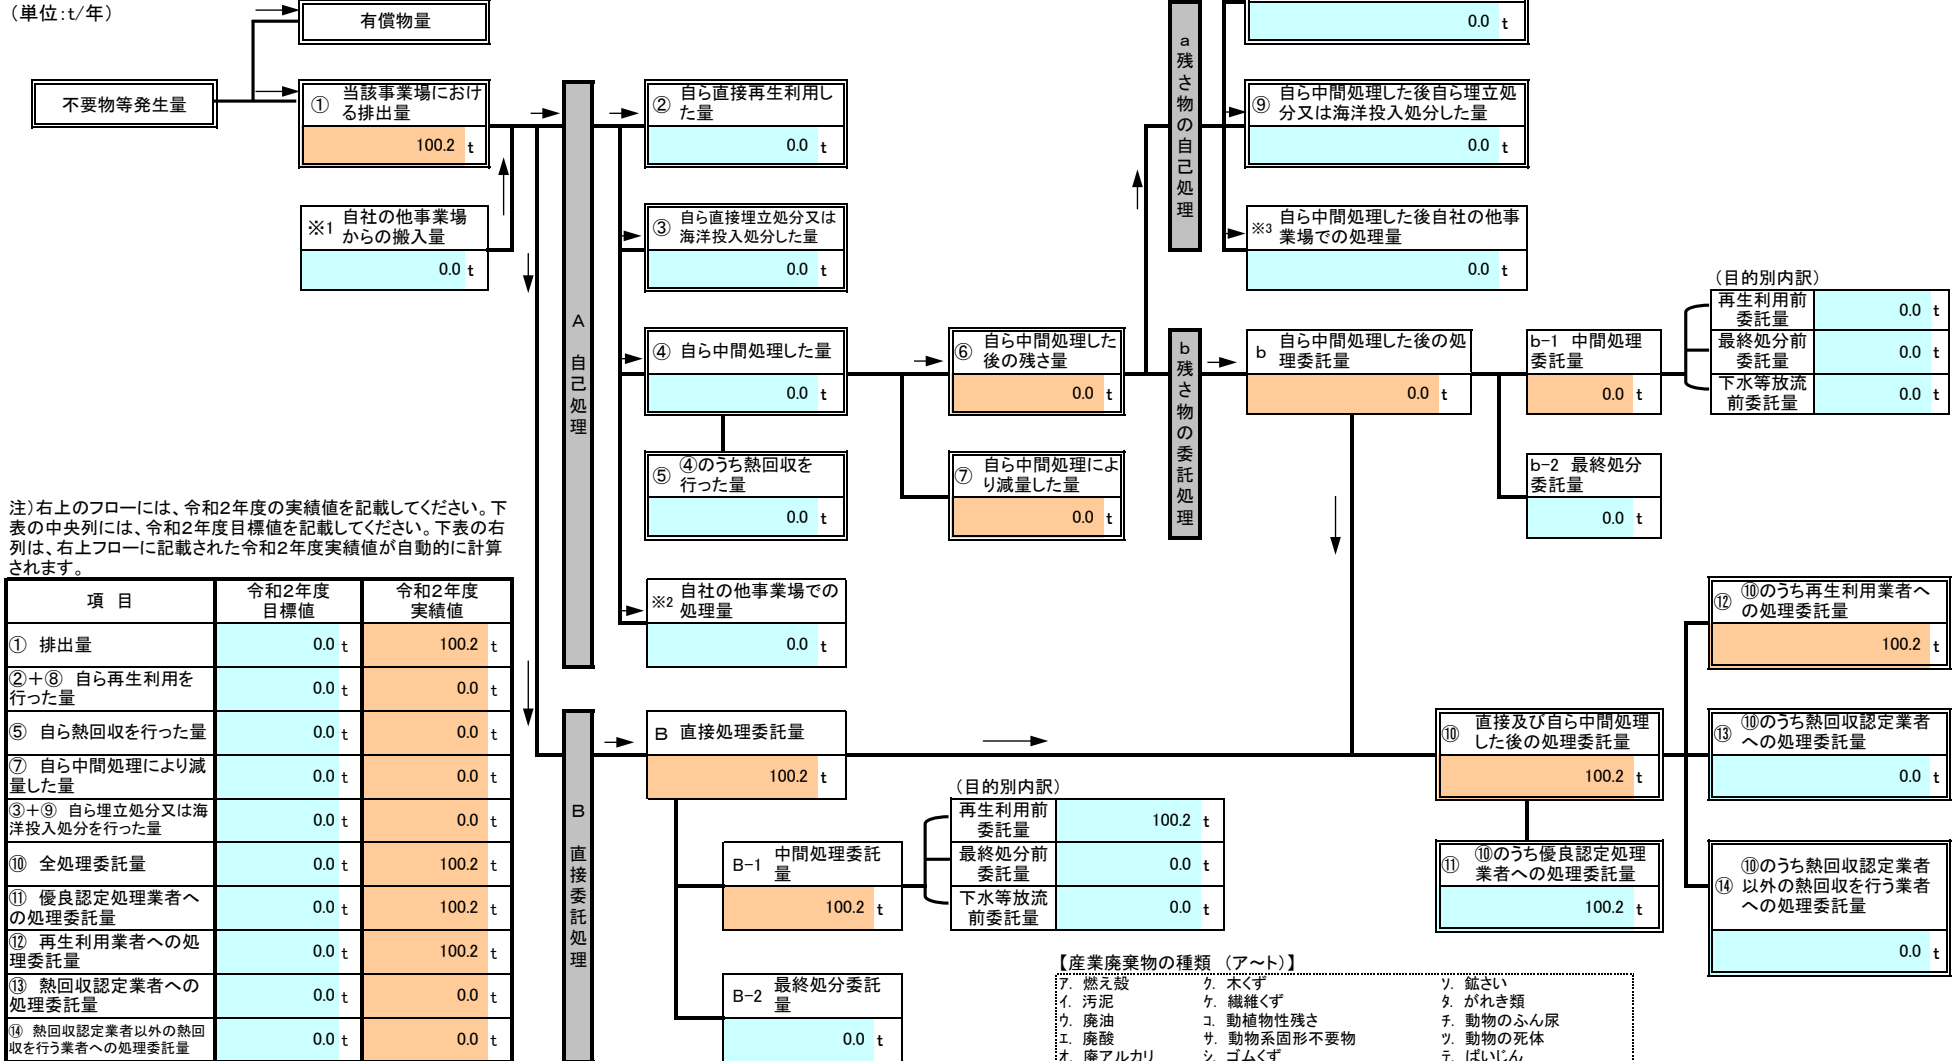 （単位：t/年）
有償物量
不要物等発生量
① 当該事業場におけ
る排出量
100.2 t
※1 自社の他事業場
からの搬入量
0.0 t
A 自己処理
② 自ら直接再生利用し
た量
0.0 t
③ 自ら直接埋立処分又は
海洋投入処分した量
0.0 t
④ 自ら中間処理した量
0.0 t
⑤ ④のうち熱回収を
行った量
0.0 t
※2 自社の他事業場での
処理量
0.0 t
⑥ 自ら中間処理した
後の残さ量
0.0 t
⑦ 自ら中間処理によ
り減量した量
0.0 t
a 残さ物の自己処理
0.0 t
⑨ 自ら中間処理した後自ら埋立処
分又は海洋投入処分した量
0.0 t
※3 自ら中間処理した後自社の他事
業場での処理量
0.0 t
b 残さ物の委託処理
b 自ら中間処理した後の処
理委託量
0.0 t
b-1 中間処理
委託量
0.0 t
b-2 最終処分
委託量
0.0 t
（目的別内訳）
再生利用前
委託量 0.0 t
最終処分前
委託量 0.0 t
下水等放流
前委託量 0.0 t
注）右上のフローには、令和2年度の実績値を記載してください。下
表の中央列には、令和2年度目標値を記載してください。下表の右
列は、右上フローに記載された令和2年度実績値が自動的に計算
されます。
項 目 令和2年度
目標値 令和2年度
実績値
① 排出量 0.0 t 100.2 t
②＋⑧ 自ら再生利用を
行った量 0.0 t 0.0 t
⑤ 自ら熱回収を行った量 0.0 t 0.0 t
⑦ 自ら中間処理により減
量した量 0.0 t 0.0 t
③＋⑨ 自ら埋立処分又は海
洋投入処分を行った量 0.0 t 0.0 t
⑩ 全処理委託量 0.0 t 100.2 t
⑪ 優良認定処理業者へ
の処理委託量 0.0 t 100.2 t
⑫ 再生利用業者への処
理委託量 0.0 t 100.2 t
⑬ 熱回収認定業者への
処理委託量 0.0 t 0.0 t
⑭ 熱回収認定業者以外の熱回
収を行う業者への処理委託量 0.0 t 0.0 t
B 直接委託処理
B 直接処理委託量
100.2 t
B-1 中間処理委託
量
100.2 t
B-2 最終処分委託
量
0.0 t
（目的別内訳）
再生利用前
委託量 100.2 t
最終処分前
委託量 0.0 t
下水等放流
前委託量 0.0 t
⑩ 直接及び自ら中間処理
した後の処理委託量
100.2 t
⑪ ⑩のうち優良認定処理
業者への処理委託量
100.2 t
⑫ ⑩のうち再生利用業者へ
の処理委託量
100.2 t
⑬ ⑩のうち熱回収認定業者
への処理委託量
0.0 t
⑭ ⑩のうち熱回収認定業者
以外の熱回収を行う業者
への処理委託量
0.0 t
【産業廃棄物の種類 （ア～ト）】
ア. 燃え殻 ク. 木くず ソ. 鉱さい
イ. 汚泥 ケ. 繊維くず タ. がれき類
ウ. 廃油 コ. 動植物性残さ チ. 動物のふん尿
エ. 廃酸 サ. 動物系固形不要物 ツ. 動物の死体
オ. 廃アルカリ シ. ゴムくず テ. ばいじん